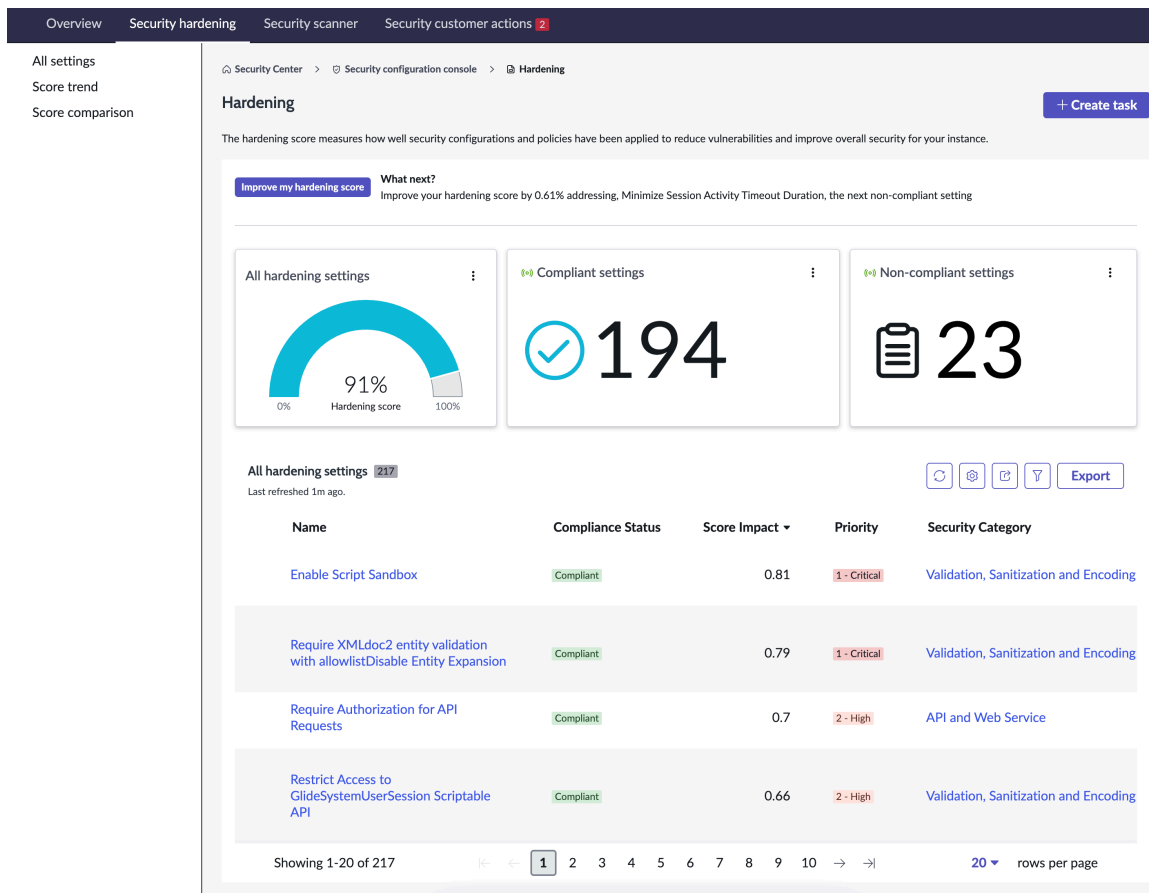 Overview Security hardening Security scanner Security customer actions 2
All settings
Score trend
Score comparison
Security Center > Security configuration console > Hardening
Hardening
+ Create task
The hardening score measures how well security configurations and policies have been applied to reduce vulnerabilities and improve overall security for your instance.
Improve my hardening score
What next?
Improve your hardening score by 0.61% addressing, Minimize Session Activity Timeout Duration, the next non-compliant setting
All hardening settings
91%
0% Hardening score 100%
Compliant settings
194
Non-compliant settings
23
All hardening settings 217
Last refreshed 1m ago.
Export
Name Compliance Status Score Impact Priority Security Category
Enable Script Sandbox Compliant 0.81 1 - Critical Validation, Sanitization and Encoding
Require XMLdoc2 entity validation
with allowlistDisable Entity Expansion Compliant 0.79 1 - Critical Validation, Sanitization and Encoding
Require Authorization for API
Requests Compliant 0.7 2 - High API and Web Service
Restrict Access to
GlideSystemUserSession Scriptable Compliant 0.66 2 - High Validation, Sanitization and Encoding
API
Showing 1-20 of 217 1 2 3 4 5 6 7 8 9 10 20 rows per page